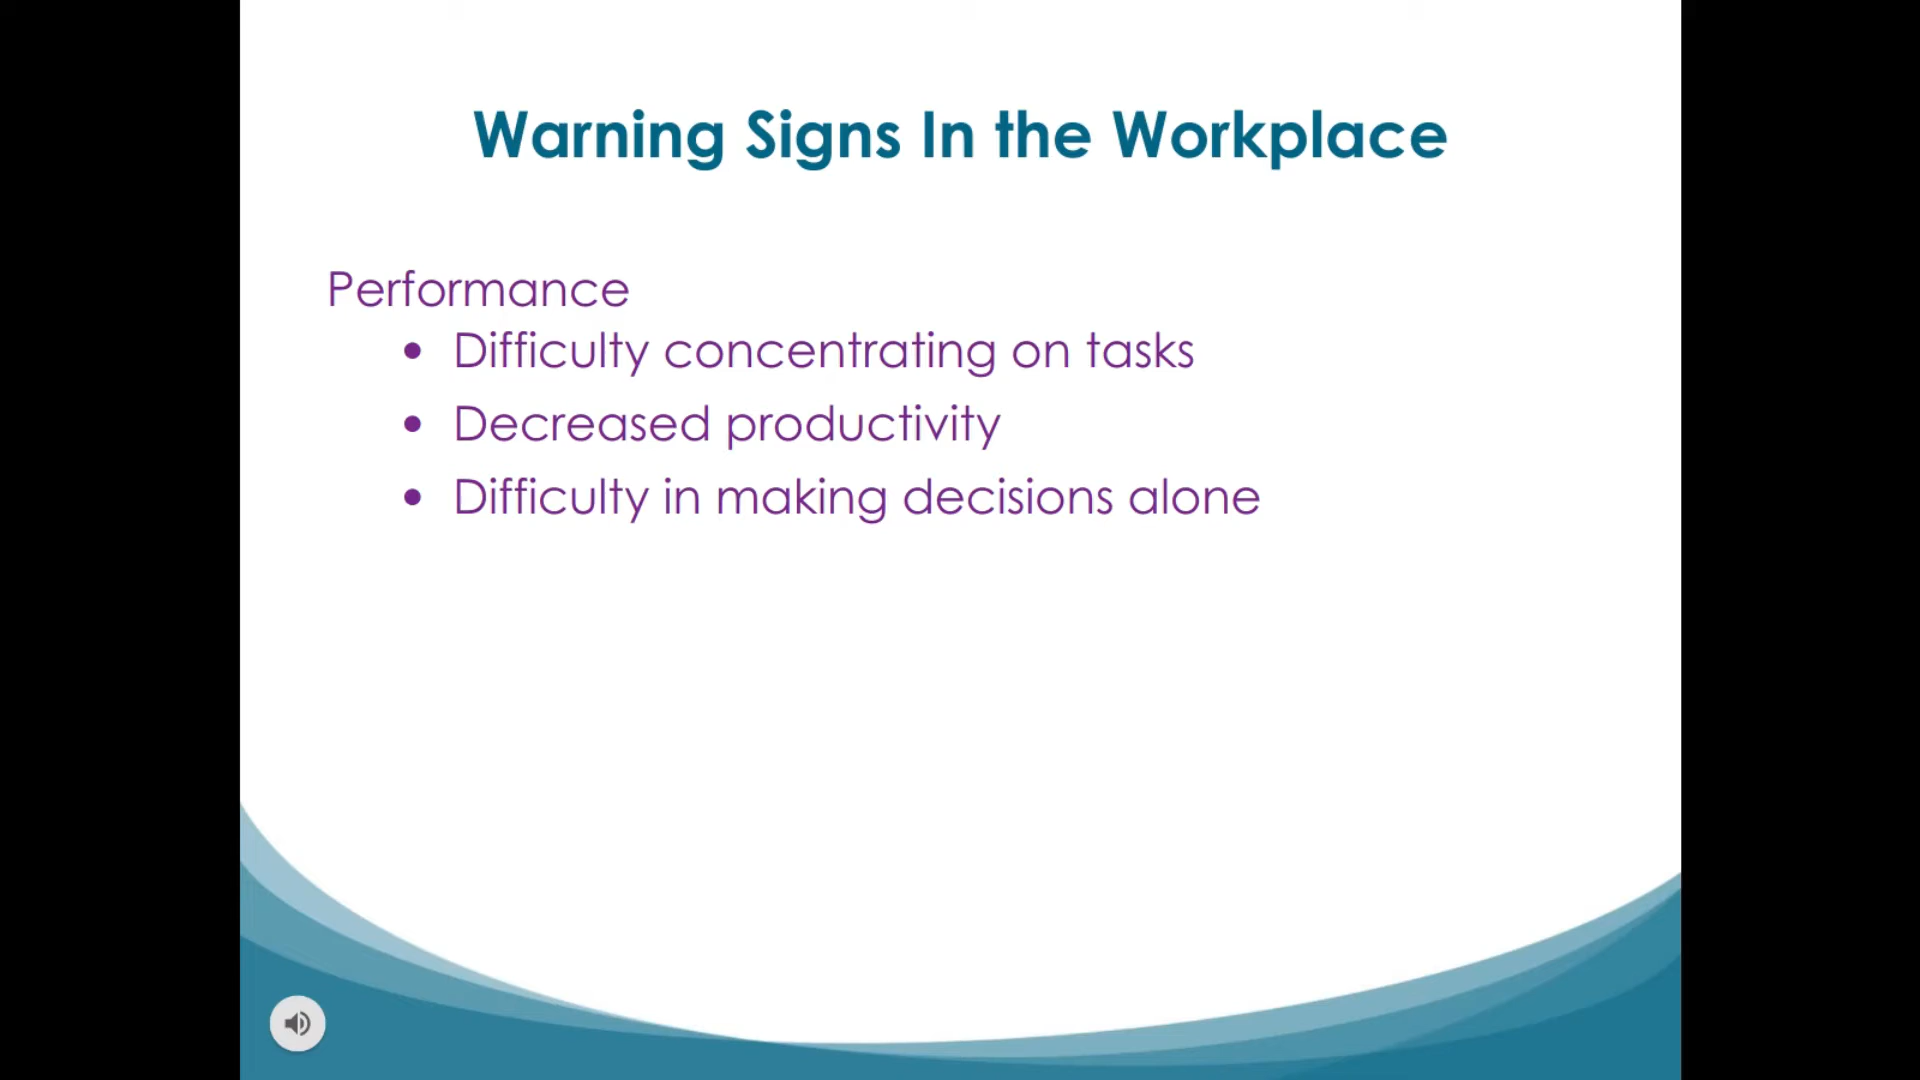 Warning Signs In the Workplace
Performance
• Difficulty concentrating on tasks
• Decreased productivity
• Difficulty in making decisions alone